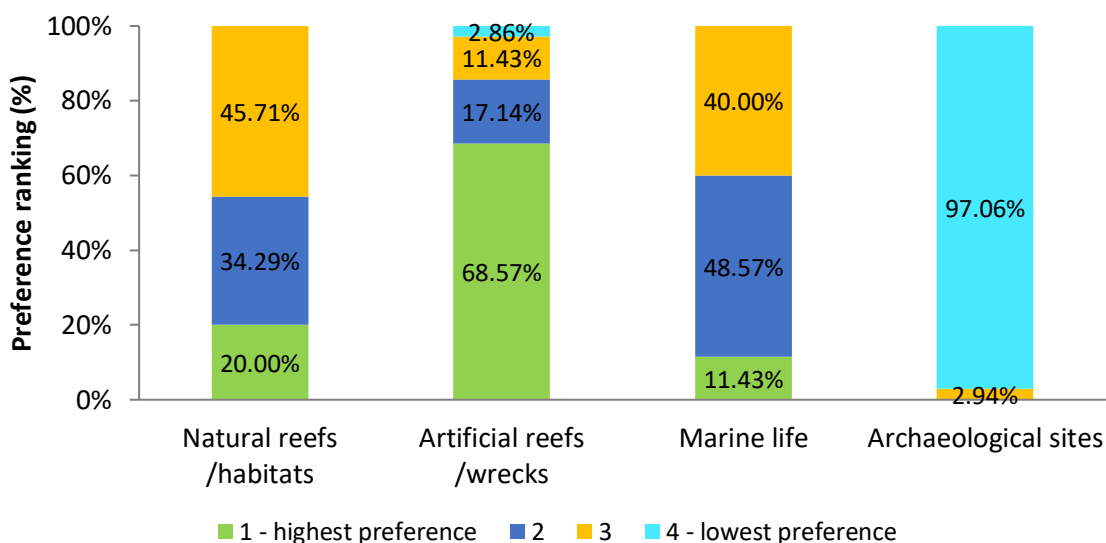 Preference ranking (%)
100%
80%
60%
40%
20%
0%
45.71%
34.29%
20.00%
2.86%
11.43%
17.14%
68.57%
40.00%
48.57%
11.43%
97.06%
2.94%
Natural reefs
/habitats
Artificial reefs
/wrecks
Marine life
Archaeological sites
1 - highest preference
2
3
4 - lowest preference